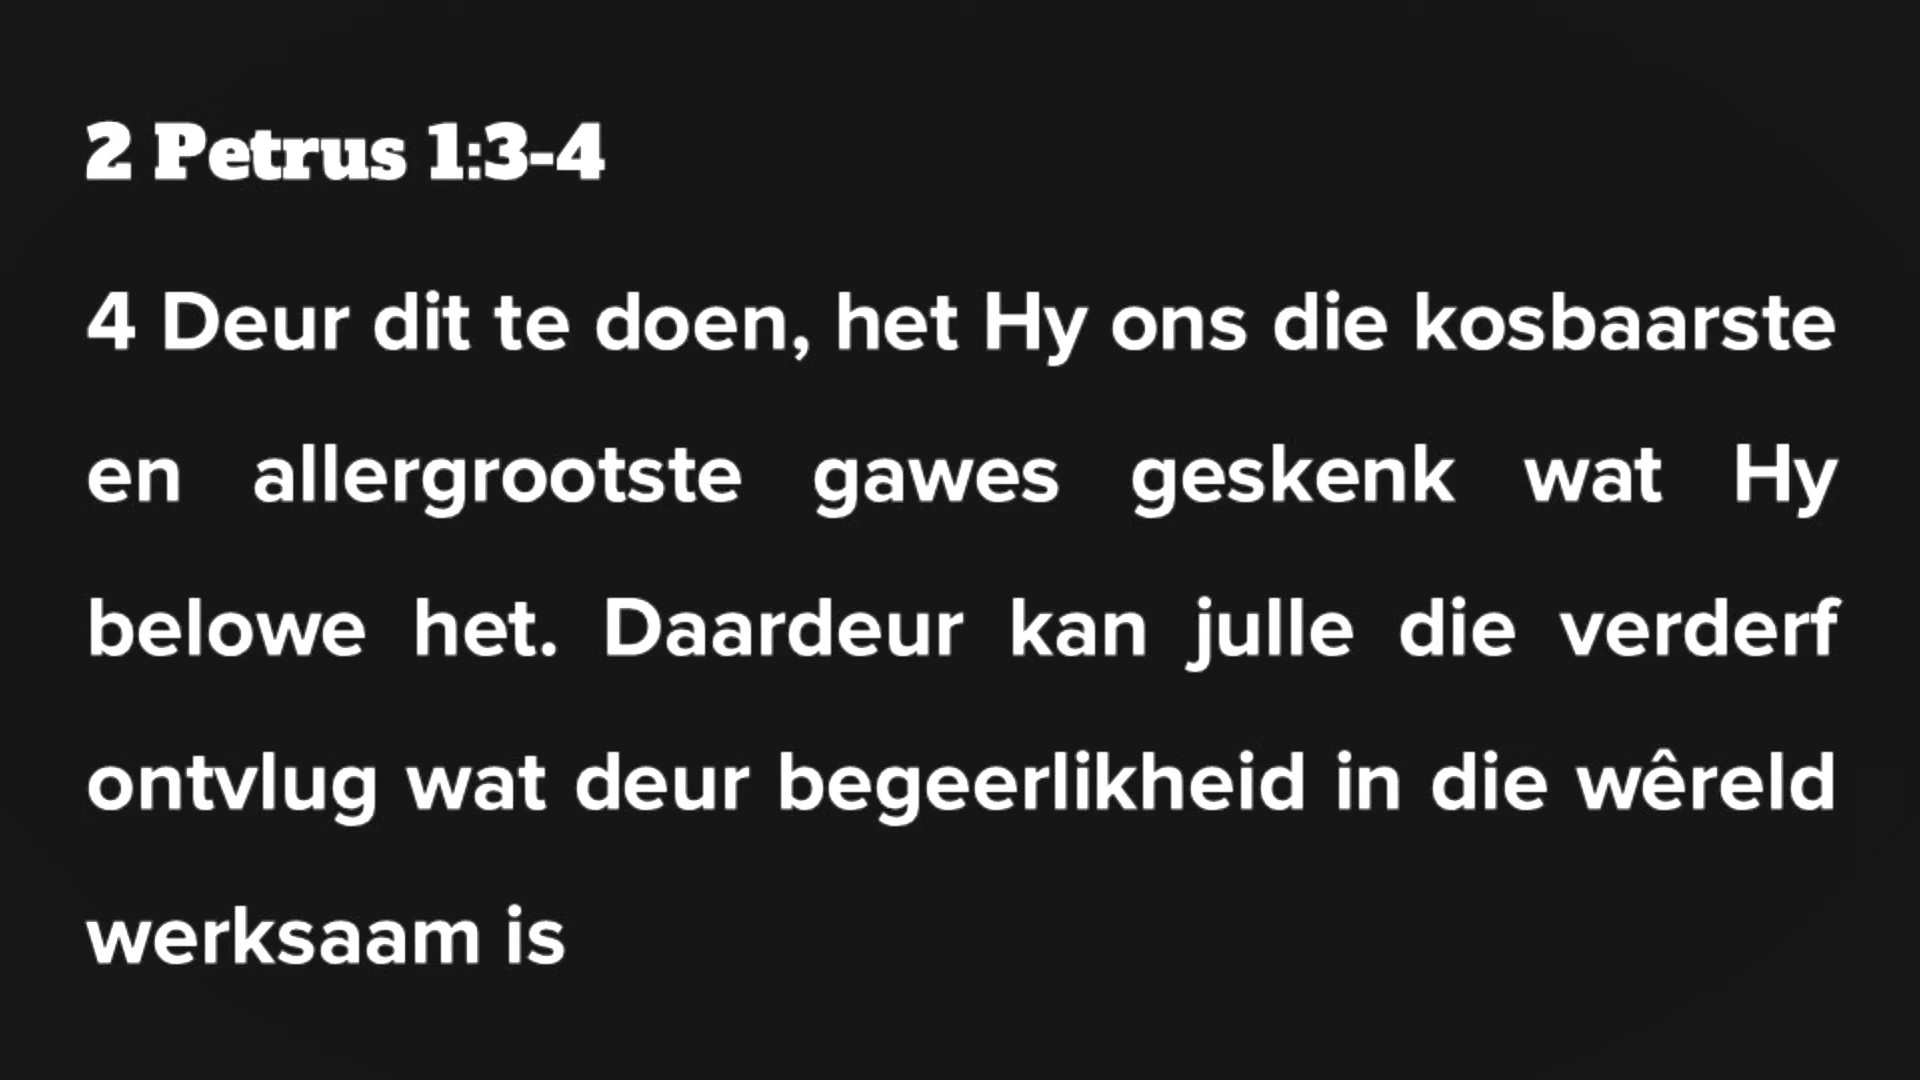 2 Petrus 1:3-4
4 Deur dit te doen, het Hy ons die kosbaarste
en allergrootste gawes geskenk wat Hy
belowe het. Daardeur kan julle die verderf
ontvlug wat deur begeerlikheid in die wêreld
werksaam is